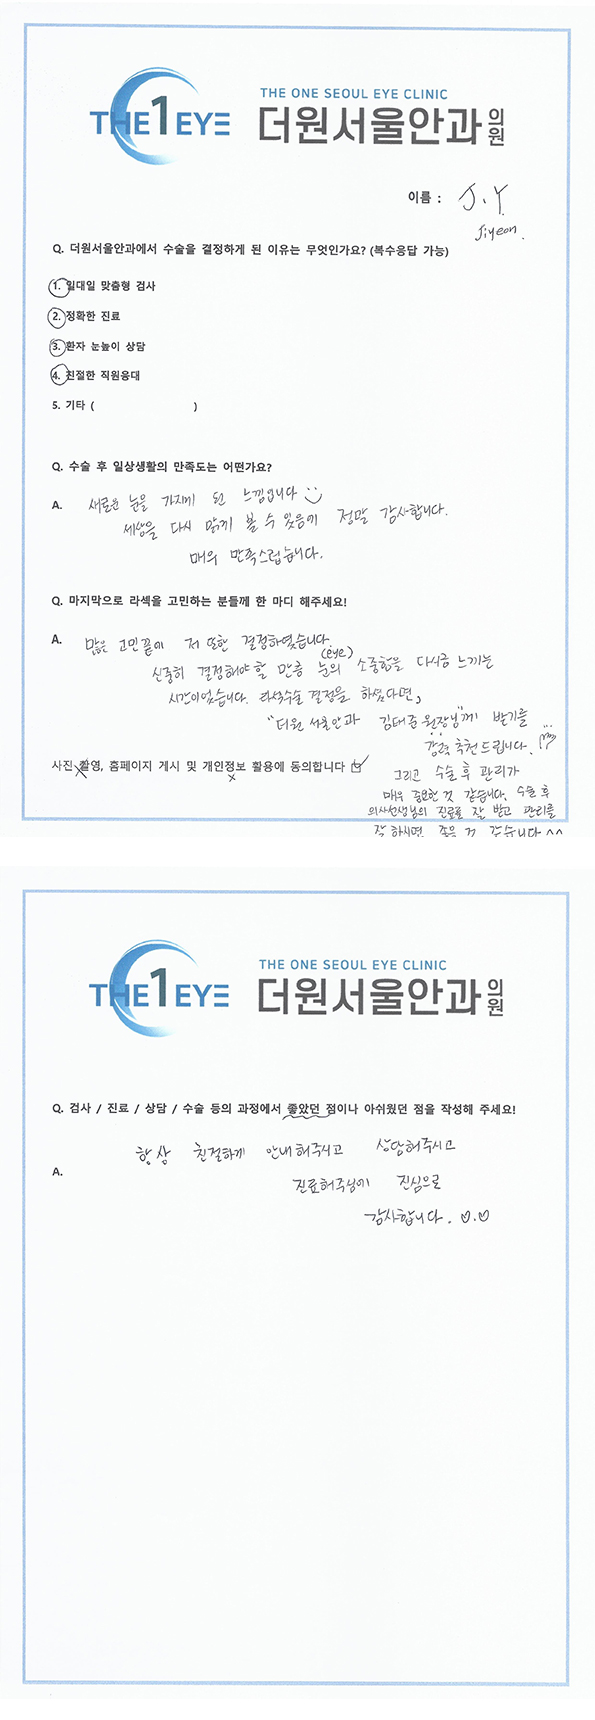 THE 1 EYE
THE ONE SEOUL EYE CLINIC
더원서울안과의원
이름 : J.Y
Jiyeon.
Q. 더원서울안과에서 수술을 결정하게 된 이유는 무엇인가요? (복수응답 가능)
1. 일대일 맞춤형 검사
2. 정확한 진료
3. 환자 눈높이 상담
4. 친절한 직원응대
5. 기타 ( )
Q. 수술 후 일상생활의 만족도는 어떤가요?
A. 새로운 눈을 가지게 된 느낌입니다
세상을 다시 맑게 볼 수 있음에 정말 감사합니다.
매우 만족스럽습니다.
Q. 마지막으로 라섹을 고민하는 분들께 한 마디 해주세요!
A. 많은 고민끝에 저 또한 결정하였습니다.
(eye)
신중히 결정해야 할 만큼 눈의 소중함을 다시금 느끼는
시간이었습니다. 라섹수술 결정을 하셨다면,
"더원 서울안과 김태준 원장님"께 받기를
강력 추천드립니다.
사진 촬영, 홈페이지 게시 및 개인정보 활용에 동의합니다
그리고 수술 후 관리가
매우 중요한 것 같습니다. 수술 후
의사선생님의 진료를 잘 받고 관리를
잘 하시면 좋을 것 같습니다 ^^
THE 1 EYE
THE ONE SEOUL EYE CLINIC
더원서울안과의원
Q. 검사 / 진료 / 상담 / 수술 등의 과정에서 좋았던 점이나 아쉬웠던 점을 작성해 주세요!
A. 항상 친절하게 안내해주시고 상담해주시고
진료해주심에 진심으로
감사합니다. ♡.♡